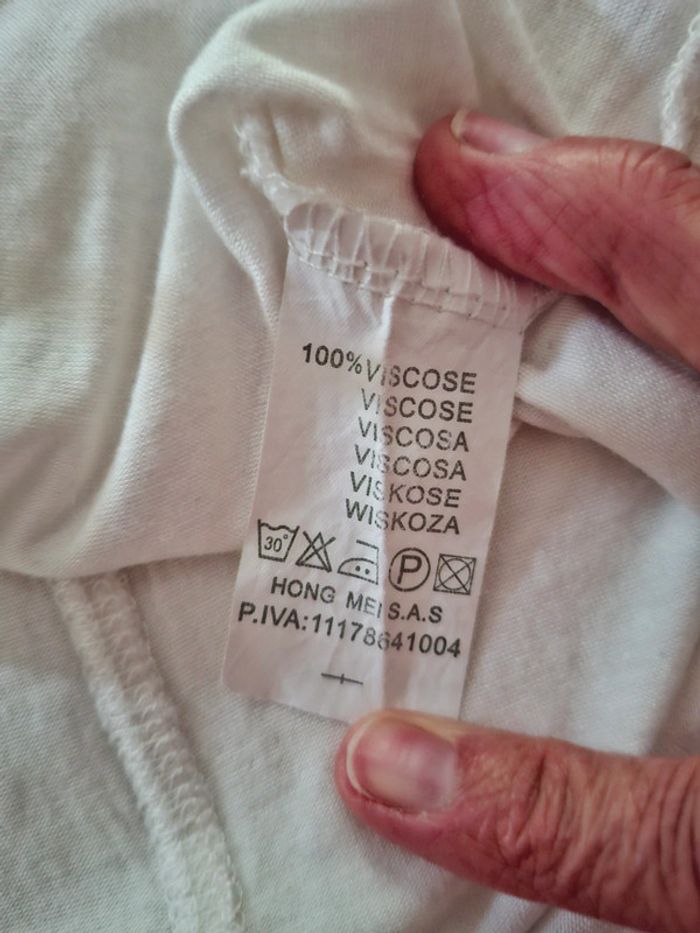 100%VISCOSE
VISCOSE
VISCOSA
VISCOSA
VISKOSE
WISKOZA
30°
P
HONG MEI S.A.S
P.IVA:11178641004